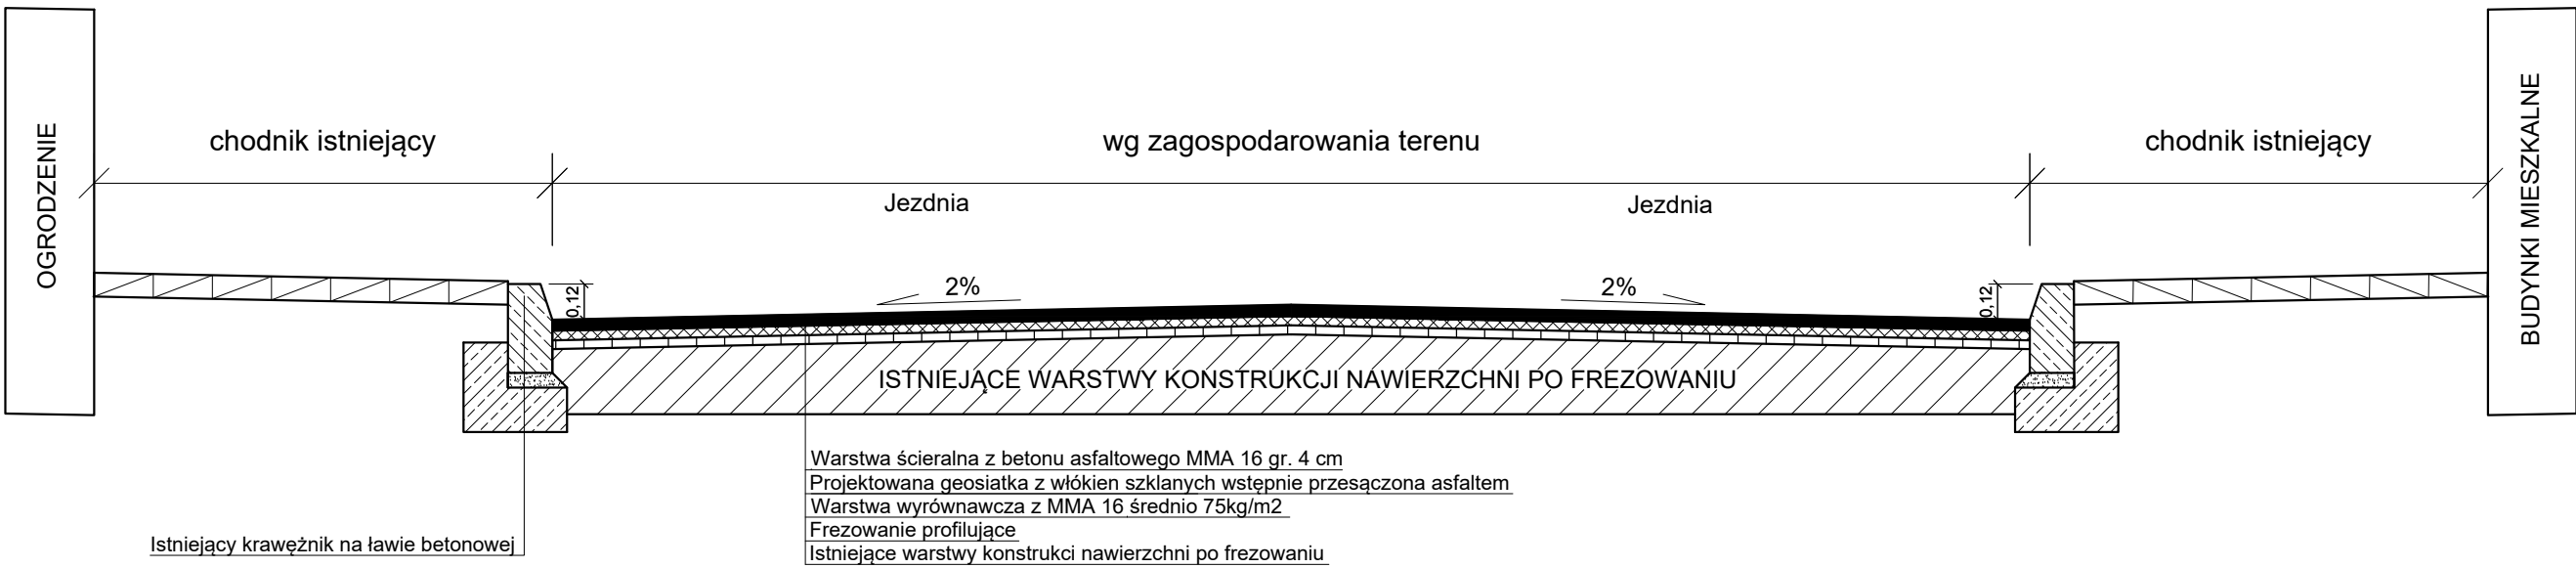 OGRODZENIE
chodnik istniejący
wg zagospodarowania terenu
chodnik istniejący
BUDYNKI MIESZKALNE
Jezdnia
Jezdnia
0,12
2%
2%
0,12
ISTNIEJĄCE WARSTWY KONSTRUKCJI NAWIERZCHNI PO FREZOWANIU
Warstwa ścieralna z betonu asfaltowego MMA 16 gr. 4 cm
Projektowana geosiatka z włókien szklanych wstępnie przesączona asfaltem
Warstwa wyrównawcza z MMA 16 średnio 75kg/m2
Frezowanie profilujące
Istniejące warstwy konstrukci nawierzchni po frezowaniu
Istniejący krawężnik na ławie betonowej